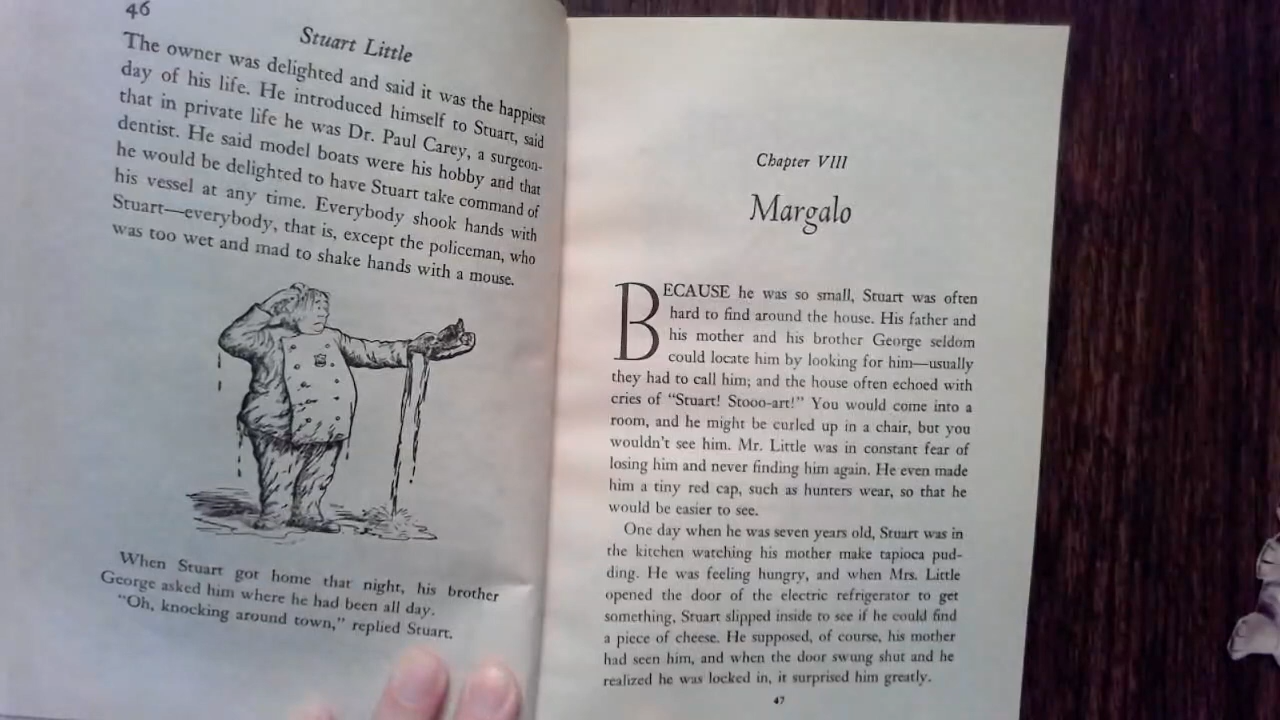 46
Stuart Little
The owner was delighted and said it was the happiest
day of his life. He introduced himself to Stuart, said
that in private life he was Dr. Paul Carey, a surgeon-
dentist. He said model boats were his hobby and that
he would be delighted to have Stuart take command of
his vessel at any time. Everybody shook hands with
Stuart—everybody, that is, except the policeman, who
was too wet and mad to shake hands with a mouse.
When Stuart got home that night, his brother
George asked him where he had been all day.
"Oh, knocking around town," replied Stuart.
Chapter VIII
Margalo
BECAUSE he was so small, Stuart was often
hard to find around the house. His father and
his mother and his brother George seldom
could locate him by looking for him—usually
they had to call him; and the house often echoed with
cries of "Stuart! Stooo-art!" You would come into a
room, and he might be curled up in a chair, but you
wouldn't see him. Mr. Little was in constant fear of
losing him and never finding him again. He even made
him a tiny red cap, such as hunters wear, so that he
would be easier to see.
One day when he was seven years old, Stuart was in
the kitchen watching his mother make tapioca pud-
ding. He was feeling hungry, and when Mrs. Little
opened the door of the electric refrigerator to get
something, Stuart slipped inside to see if he could find
a piece of cheese. He supposed, of course, his mother
had seen him, and when the door swung shut and he
realized he was locked in, it surprised him greatly.
47